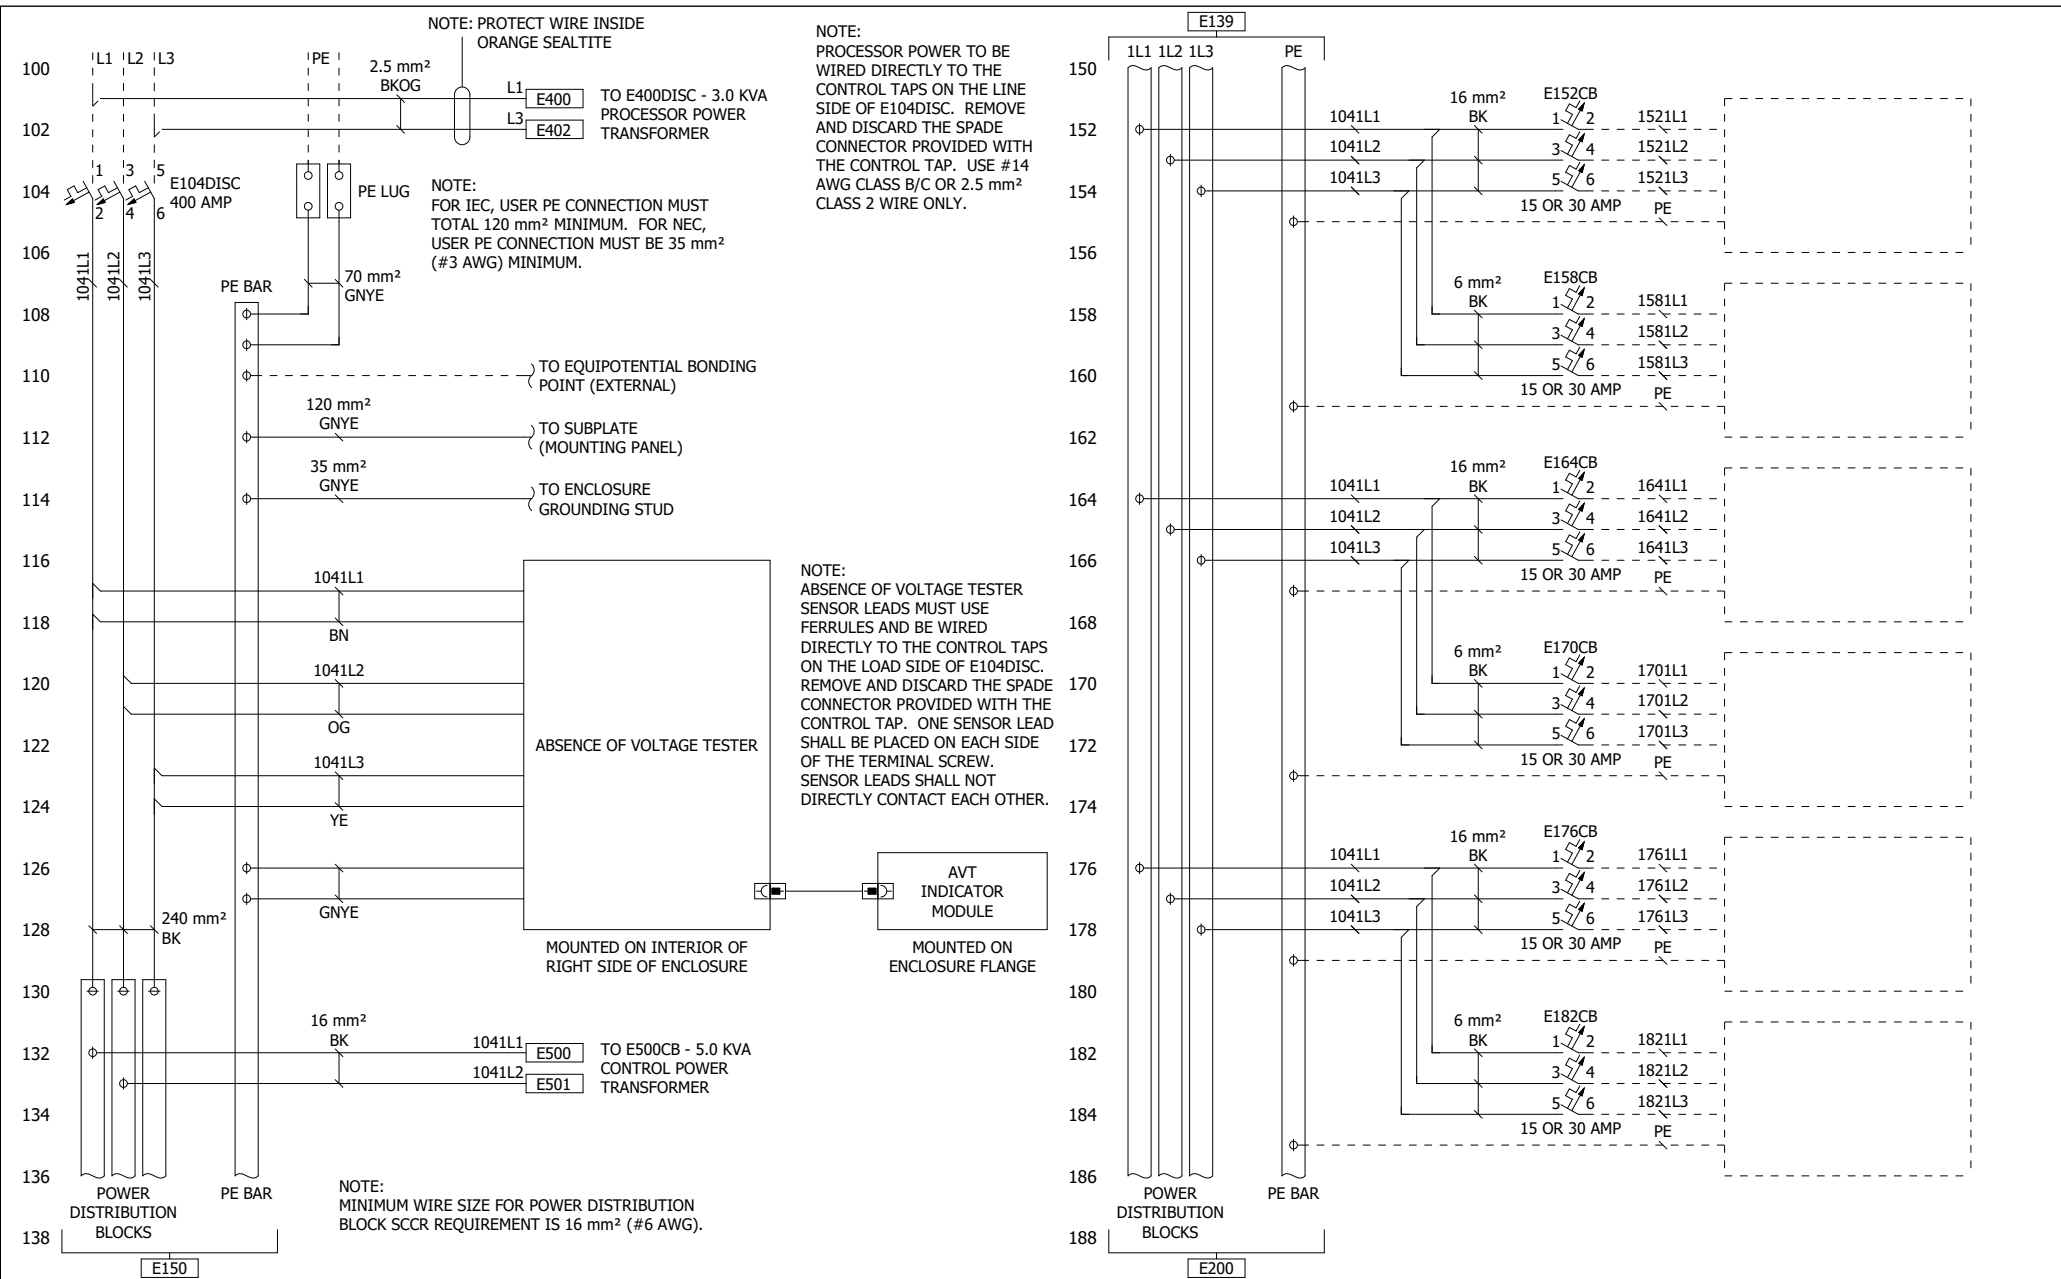 NOTE: PROTECT WIRE INSIDE
ORANGE SEALTITE
L1 L2 L3
PE
100
2.5 mm²
BKOG
L1
E400
L3
E402
TO E400DISC - 3.0 KVA
PROCESSOR POWER
TRANSFORMER
102
NOTE:
PROCESSOR POWER TO BE
WIRED DIRECTLY TO THE
CONTROL TAPS ON THE LINE
SIDE OF E104DISC. REMOVE
AND DISCARD THE SPADE
CONNECTOR PROVIDED WITH
THE CONTROL TAP. USE #14
AWG CLASS B/C OR 2.5 mm²
CLASS 2 WIRE ONLY.
104
1 3 5
2 4 6
E104DISC
400 AMP
PE LUG
NOTE:
FOR IEC, USER PE CONNECTION MUST
TOTAL 120 mm² MINIMUM. FOR NEC,
USER PE CONNECTION MUST BE 35 mm²
(#3 AWG) MINIMUM.
106
1041L1
1041L2
1041L3
PE BAR
70 mm²
GNYE
108
110
TO EQUIPOTENTIAL BONDING
POINT (EXTERNAL)
120 mm²
GNYE
112
TO SUBPLATE
(MOUNTING PANEL)
35 mm²
GNYE
114
TO ENCLOSURE
GROUNDING STUD
116
1041L1
118
BN
1041L2
120
OG
122
1041L3
124
YE
ABSENCE OF VOLTAGE TESTER
126
GNYE
NOTE:
ABSENCE OF VOLTAGE TESTER
SENSOR LEADS MUST USE
FERRULES AND BE WIRED
DIRECTLY TO THE CONTROL TAPS
ON THE LOAD SIDE OF E104DISC.
REMOVE AND DISCARD THE SPADE
CONNECTOR PROVIDED WITH THE
CONTROL TAP. ONE SENSOR LEAD
SHALL BE PLACED ON EACH SIDE
OF THE TERMINAL SCREW.
SENSOR LEADS SHALL NOT
DIRECTLY CONTACT EACH OTHER.
AVT
INDICATOR
MODULE
240 mm²
BK
128
MOUNTED ON INTERIOR OF
RIGHT SIDE OF ENCLOSURE
MOUNTED ON
ENCLOSURE FLANGE
130
16 mm²
BK
132
1041L1
E500
1041L2
E501
TO E500CB - 5.0 KVA
CONTROL POWER
TRANSFORMER
134
136
POWER
DISTRIBUTION
BLOCKS
PE BAR
NOTE:
MINIMUM WIRE SIZE FOR POWER DISTRIBUTION
BLOCK SCCR REQUIREMENT IS 16 mm² (#6 AWG).
138
E150
E139
1L1 1L2 1L3
PE
150
152
1041L1
1041L2
1041L3
16 mm²
BK
E152CB
1 2
3 4
5 6
15 OR 30 AMP
1521L1
1521L2
1521L3
PE
154
156
6 mm²
BK
E158CB
1 2
3 4
5 6
15 OR 30 AMP
1581L1
1581L2
1581L3
PE
158
160
162
1041L1
1041L2
1041L3
16 mm²
BK
E164CB
1 2
3 4
5 6
15 OR 30 AMP
1641L1
1641L2
1641L3
PE
164
166
168
6 mm²
BK
E170CB
1 2
3 4
5 6
15 OR 30 AMP
1701L1
1701L2
1701L3
PE
170
172
174
1041L1
1041L2
1041L3
16 mm²
BK
E176CB
1 2
3 4
5 6
15 OR 30 AMP
1761L1
1761L2
1761L3
PE
176
178
180
6 mm²
BK
E182CB
1 2
3 4
5 6
15 OR 30 AMP
1821L1
1821L2
1821L3
PE
182
184
186
POWER
DISTRIBUTION
BLOCKS
PE BAR
188
E200